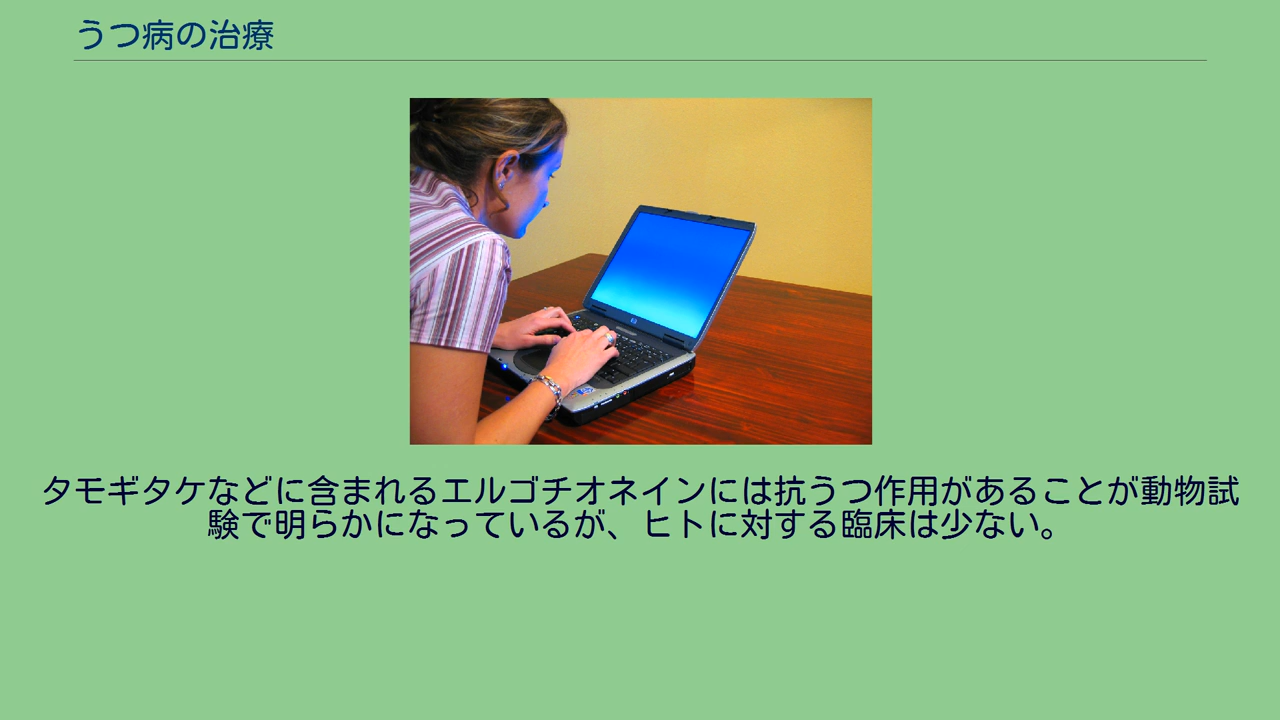 うつ病の治療
タモギタケなどに含まれるエルゴチオネインには抗うつ作用があることが動物試
験で明らかになっているが、ヒトに対する臨床は少ない。